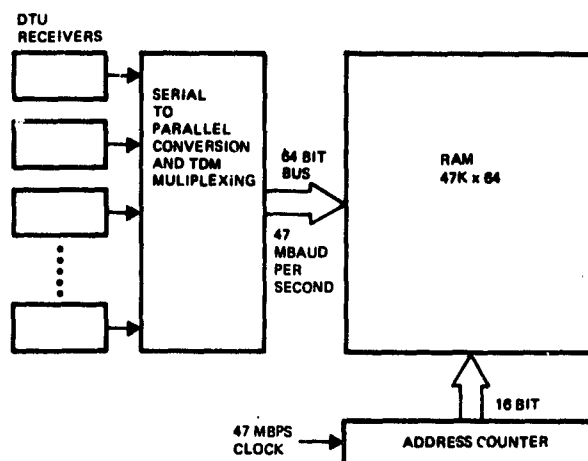 DTU
RECEIVERS
SERIAL
TO
PARALLEL
CONVERSION
AND TDM
MULIPLEXING
64 BIT
BUS
47
MBAUD
PER
SECOND
RAM
47K x 64
16 BIT
47 MBPS
CLOCK
ADDRESS COUNTER